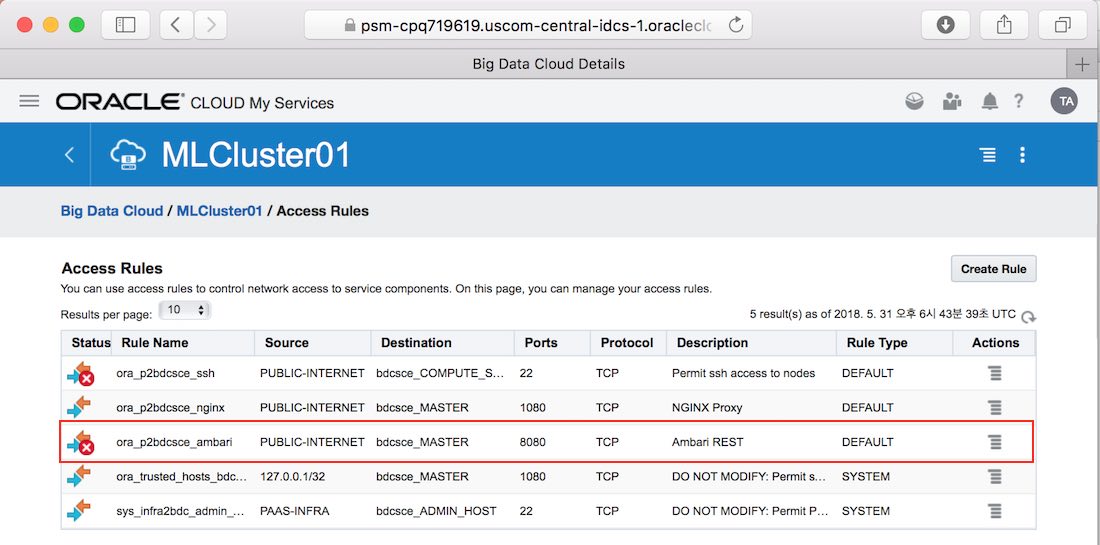 psm-cpq719619.uscom-central-idcs-1.oraclecl
Big Data Cloud Details
ORACLE® CLOUD My Services
? TA
MLCluster01
Big Data Cloud / MLCluster01 / Access Rules
Access Rules
Create Rule
You can use access rules to control network access to service components. On this page, you can manage your access rules.
Results per page: 10
5 result(s) as of 2018. 5. 31 오후 6시 43분 39초 UTC
Status Rule Name Source Destination Ports Protocol Description Rule Type Actions
ora_p2bdcsce_ssh PUBLIC-INTERNET bdcsce_COMPUTE_S... 22 TCP Permit ssh access to nodes DEFAULT
ora_p2bdcsce_nginx PUBLIC-INTERNET bdcsce_MASTER 1080 TCP NGINX Proxy DEFAULT
ora_p2bdcsce_ambari PUBLIC-INTERNET bdcsce_MASTER 8080 TCP Ambari REST DEFAULT
ora_trusted_hosts_bdc... 127.0.0.1/32 bdcsce_MASTER 1080 TCP DO NOT MODIFY: Permit s... SYSTEM
sys_infra2bdc_admin_... PAAS-INFRA bdcsce_ADMIN_HOST 22 TCP DO NOT MODIFY: Permit P... SYSTEM